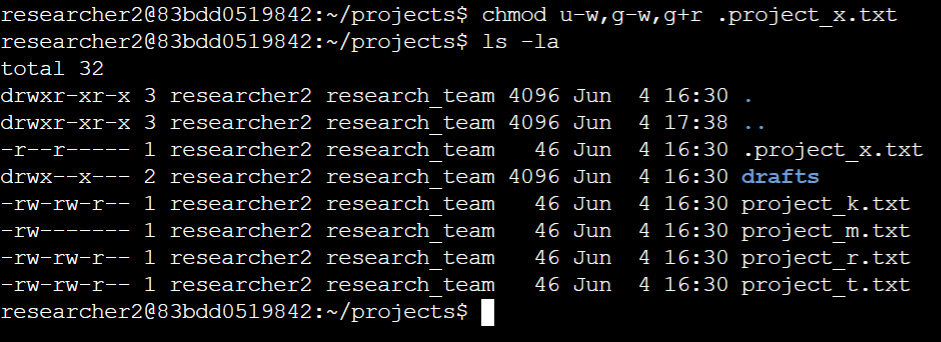 researcher2@83bdd0519842:~/projects$ chmod u-w,g-w,g+r .project_x.txt
researcher2@83bdd0519842:~/projects$ ls -la
total 32
drwxr-xr-x 3 researcher2 research_team 4096 Jun  4 16:30 .
drwxr-xr-x 3 researcher2 research_team 4096 Jun  4 17:38 ..
-r--r----- 1 researcher2 research_team   46 Jun  4 16:30 .project_x.txt
drwx--x--- 2 researcher2 research_team 4096 Jun  4 16:30 drafts
-rw-rw-r-- 1 researcher2 research_team   46 Jun  4 16:30 project_k.txt
-rw------- 1 researcher2 research_team   46 Jun  4 16:30 project_m.txt
-rw-rw-r-- 1 researcher2 research_team   46 Jun  4 16:30 project_r.txt
-rw-rw-r-- 1 researcher2 research_team   46 Jun  4 16:30 project_t.txt
researcher2@83bdd0519842:~/projects$